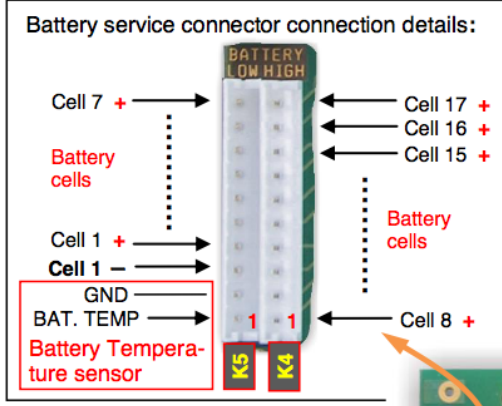 Battery service connector connection details:
BATTERY
LOW HIGH
Cell 7 +
Battery
cells
Cell 1 +
Cell 1 –
GND
BAT. TEMP
Battery Tempera-
ture sensor
Cell 17 +
Cell 16 +
Cell 15 +
Battery
cells
Cell 8 +
1 1
K5 K4